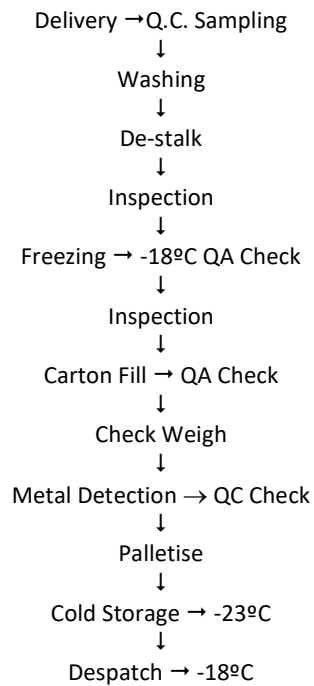 Delivery →Q.C. Sampling
↓
Washing
↓
De-stalk
↓
Inspection
↓
Freezing → -18ºC QA Check
↓
Inspection
↓
Carton Fill → QA Check
↓
Check Weigh
↓
Metal Detection → QC Check
↓
Palletise
↓
Cold Storage → -23ºC
↓
Despatch → -18ºC